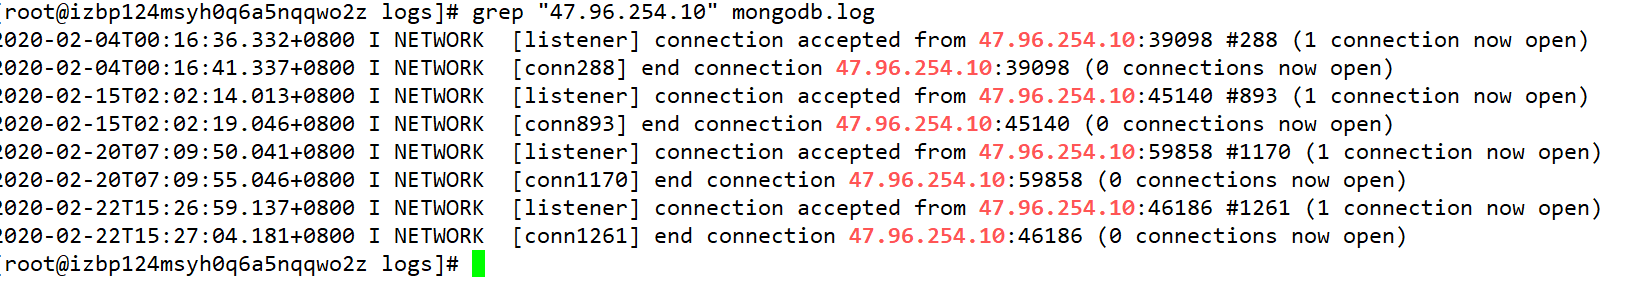 [root@izbp124msyh0q6a5nqqwo2z logs]# grep "47.96.254.10" mongodb.log
2020-02-04T00:16:36.332+0800 I NETWORK  [listener] connection accepted from 47.96.254.10:39098 #288 (1 connection now open)
2020-02-04T00:16:41.337+0800 I NETWORK  [conn288] end connection 47.96.254.10:39098 (0 connections now open)
2020-02-15T02:02:14.013+0800 I NETWORK  [listener] connection accepted from 47.96.254.10:45140 #893 (1 connection now open)
2020-02-15T02:02:19.046+0800 I NETWORK  [conn893] end connection 47.96.254.10:45140 (0 connections now open)
2020-02-20T07:09:50.041+0800 I NETWORK  [listener] connection accepted from 47.96.254.10:59858 #1170 (1 connection now open)
2020-02-20T07:09:55.046+0800 I NETWORK  [conn1170] end connection 47.96.254.10:59858 (0 connections now open)
2020-02-22T15:26:59.137+0800 I NETWORK  [listener] connection accepted from 47.96.254.10:46186 #1261 (1 connection now open)
2020-02-22T15:27:04.181+0800 I NETWORK  [conn1261] end connection 47.96.254.10:46186 (0 connections now open)
[root@izbp124msyh0q6a5nqqwo2z logs]#